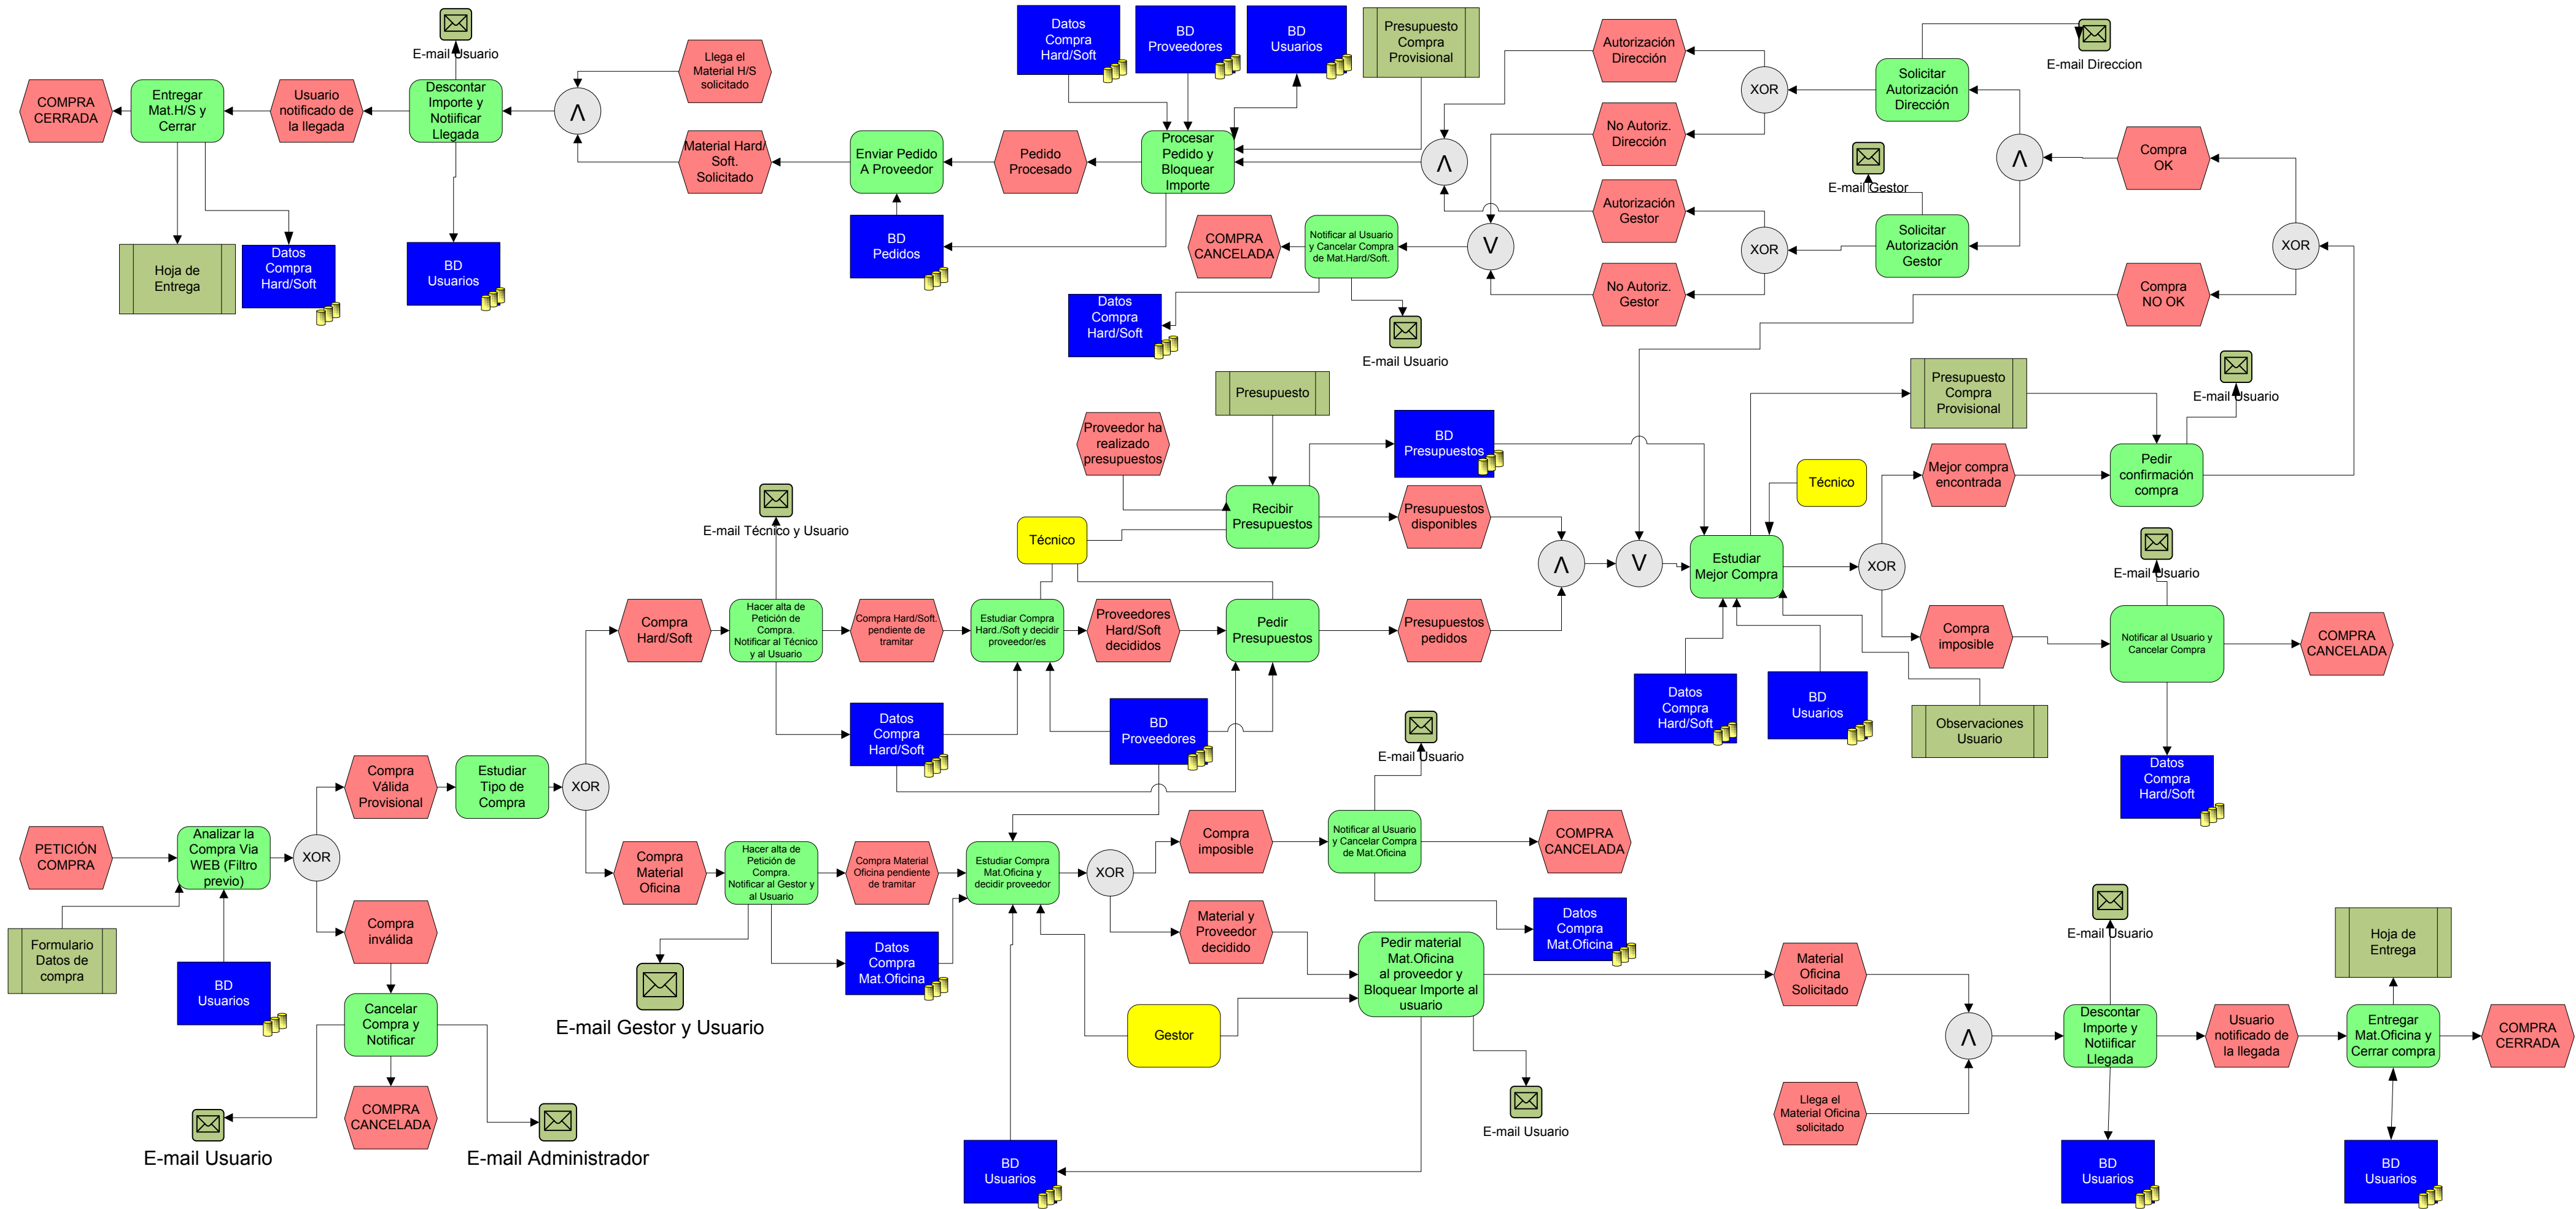 E-mail Usuario
COMPRA
CERRADA
Entregar
Mat.H/S y
Cerrar
Usuario
notificado de
la llegada
Descontar
Importe y
Notiificar
Llegada
Λ
Llega el
Material H/S
solicitado
Material Hard/
Soft.
Solicitado
Hoja de
Entrega
Datos
Compra
Hard/Soft
BD
Usuarios
Enviar Pedido
A Proveedor
BD
Pedidos
Pedido
Procesado
Datos
Compra
Hard/Soft
BD
Proveedores
BD
Usuarios
Presupuesto
Compra
Provisional
Procesar
Pedido y
Bloquear
Importe
Λ
COMPRA
CANCELADA
Notificar al Usuario
y Cancelar Compra
de Mat.Hard/Soft.
V
Datos
Compra
Hard/Soft
E-mail Usuario
Autorización
Dirección
No Autoriz.
Dirección
Autorización
Gestor
No Autoriz.
Gestor
XOR
XOR
Solicitar
Autorización
Dirección
E-mail Direccion
E-mail Gestor
Solicitar
Autorización
Gestor
Λ
Compra
OK
XOR
Compra
NO OK
Presupuesto
Proveedor ha
realizado
presupuestos
BD
Presupuestos
Recibir
Presupuestos
Presupuestos
disponibles
Presupuesto
Compra
Provisional
E-mail Usuario
Técnico
Mejor compra
encontrada
Pedir
confirmación
compra
E-mail Técnico y Usuario
Técnico
Λ
V
Estudiar
Mejor Compra
XOR
E-mail Usuario
Compra
Hard/Soft
Hacer alta de
Petición de
Compra.
Notificar al Técnico
y al Usuario
Compra Hard/Soft.
pendiente de
tramitar
Estudiar Compra
Hard./Soft y decidir
proveedor/es
Proveedores
Hard/Soft
decididos
Pedir
Presupuestos
Presupuestos
pedidos
Compra
imposible
Notificar al Usuario y
Cancelar Compra
COMPRA
CANCELADA
Datos
Compra
Hard/Soft
BD
Proveedores
Datos
Compra
Hard/Soft
BD
Usuarios
Observaciones
Usuario
Datos
Compra
Hard/Soft
E-mail Usuario
PETICIÓN
COMPRA
Analizar la
Compra Via
WEB (Filtro
previo)
XOR
Compra
Válida
Provisional
Estudiar
Tipo de
Compra
XOR
Compra
Material
Oficina
Hacer alta de
Petición de
Compra.
Notificar al Gestor y
al Usuario
Compra Material
Oficina pendiente
de tramitar
Estudiar Compra
Mat.Oficina y
decidir proveedor
XOR
Compra
imposible
Notificar al Usuario
y Cancelar Compra
de Mat.Oficina
COMPRA
CANCELADA
Formulario
Datos de
compra
BD
Usuarios
Compra
inválida
Cancelar
Compra y
Notificar
COMPRA
CANCELADA
E-mail Usuario
E-mail Administrador
E-mail Gestor y Usuario
Datos
Compra
Mat.Oficina
Material y
Proveedor
decidido
Pedir material
Mat.Oficina
al proveedor y
Bloquear Importe al
usuario
Datos
Compra
Mat.Oficina
Gestor
BD
Usuarios
E-mail Usuario
Material
Oficina
Solicitado
Llega el
Material Oficina
solicitado
Λ
E-mail Usuario
Descontar
Importe y
Notiificar
Llegada
Usuario
notificado de
la llegada
Hoja de
Entrega
Entregar
Mat.Oficina y
Cerrar compra
COMPRA
CERRADA
BD
Usuarios
BD
Usuarios